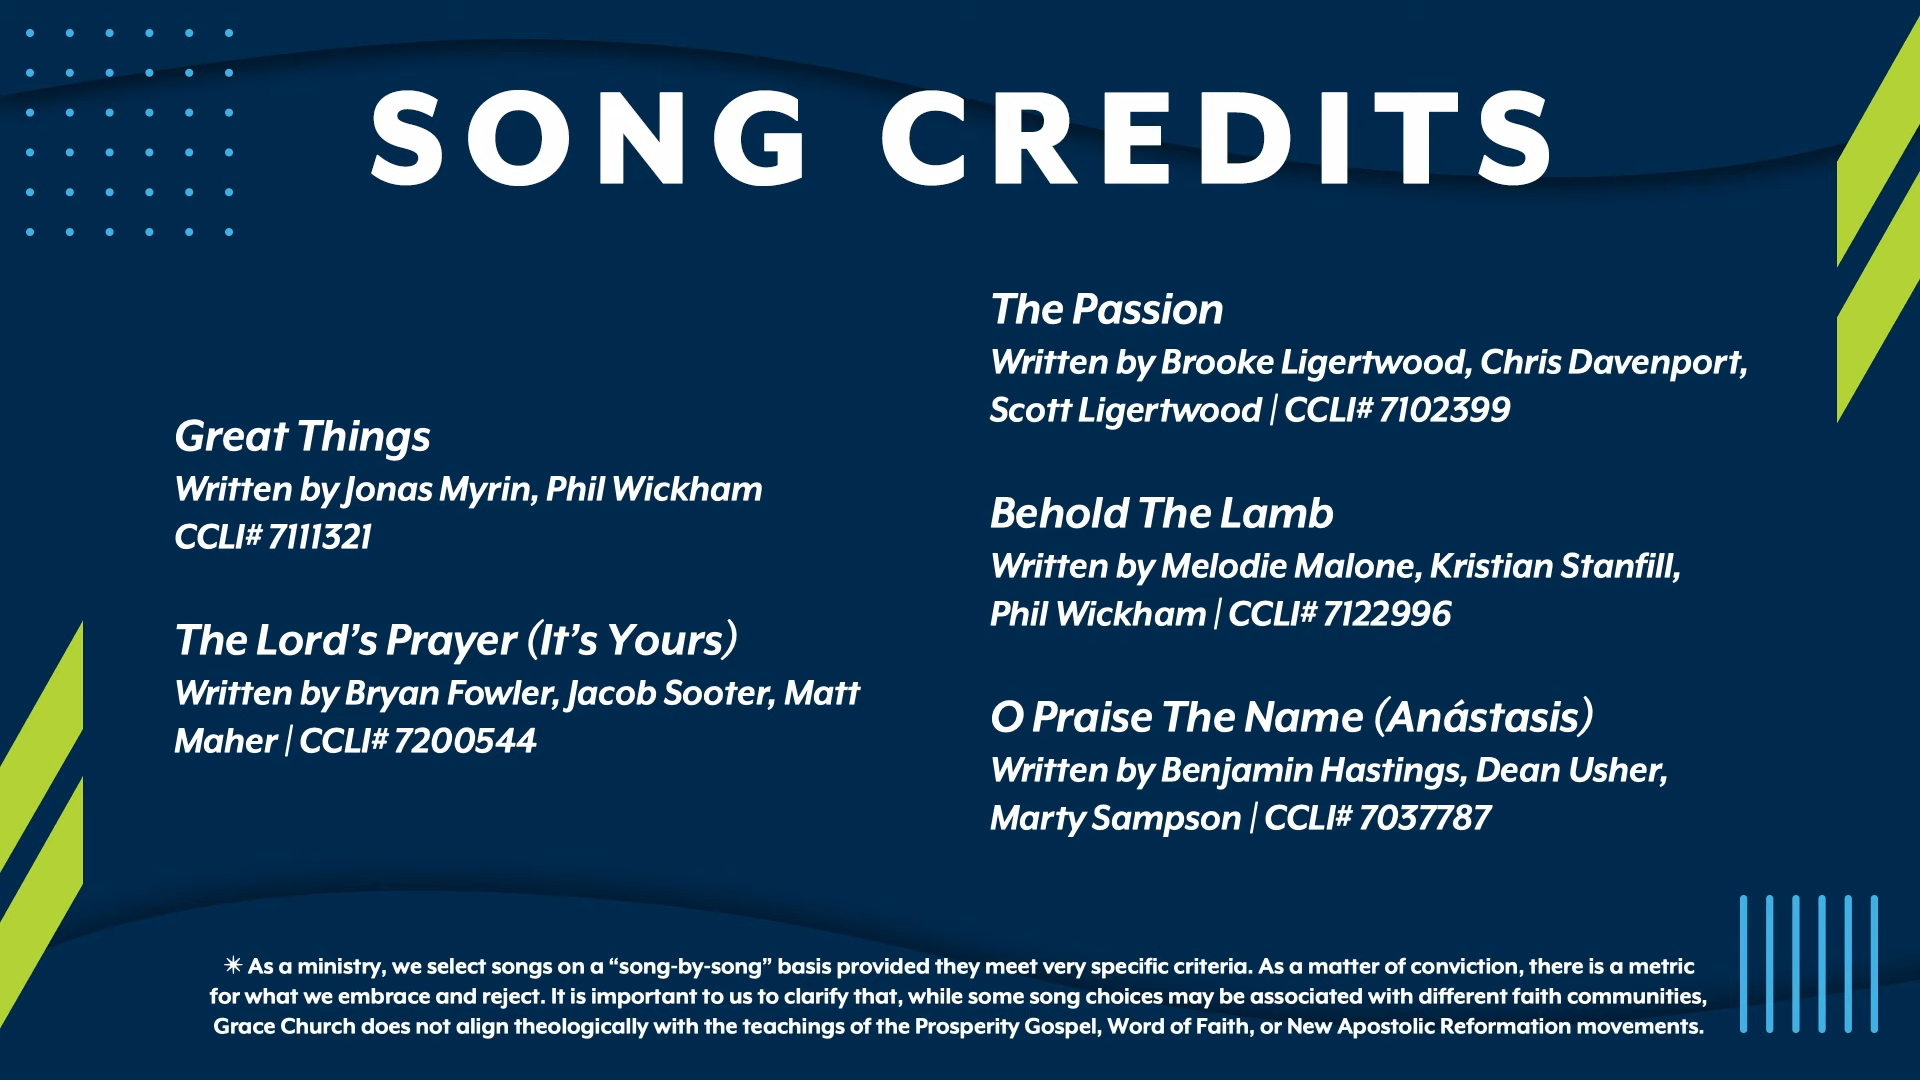 SONG CREDITS
Great Things
Written by Jonas Myrin, Phil Wickham
CCLI# 7111321
The Lord’s Prayer (It’s Yours)
Written by Bryan Fowler, Jacob Sooter, Matt
Maher | CCLI# 7200544
The Passion
Written by Brooke Ligertwood, Chris Davenport,
Scott Ligertwood | CCLI# 7102399
Behold The Lamb
Written by Melodie Malone, Kristian Stanfill,
Phil Wickham | CCLI# 7122996
O Praise The Name (Anástasis)
Written by Benjamin Hastings, Dean Usher,
Marty Sampson | CCLI# 7037787
✴ As a ministry, we select songs on a “song-by-song” basis provided they meet very specific criteria. As a matter of conviction, there is a metric
for what we embrace and reject. It is important to us to clarify that, while some song choices may be associated with different faith communities,
Grace Church does not align theologically with the teachings of the Prosperity Gospel, Word of Faith, or New Apostolic Reformation movements.